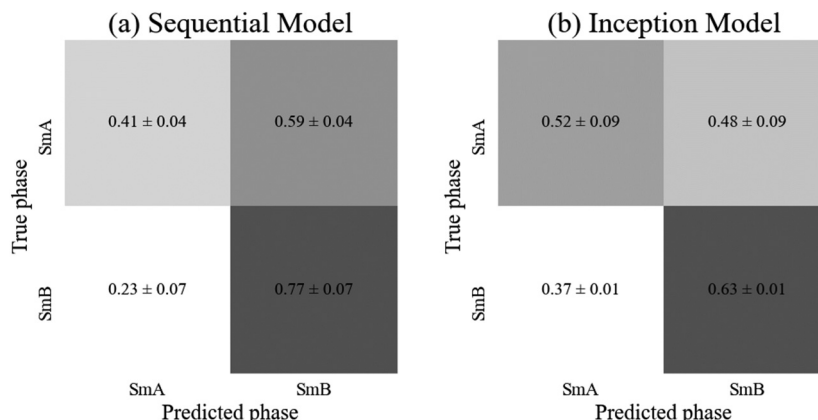 (a) Sequential Model
(b) Inception Model
True phase
SmA
0.41 ± 0.04
0.59 ± 0.04
SmB
0.23 ± 0.07
0.77 ± 0.07
SmA
SmB
Predicted phase
True phase
SmA
0.52 ± 0.09
0.48 ± 0.09
SmB
0.37 ± 0.01
0.63 ± 0.01
SmA
SmB
Predicted phase